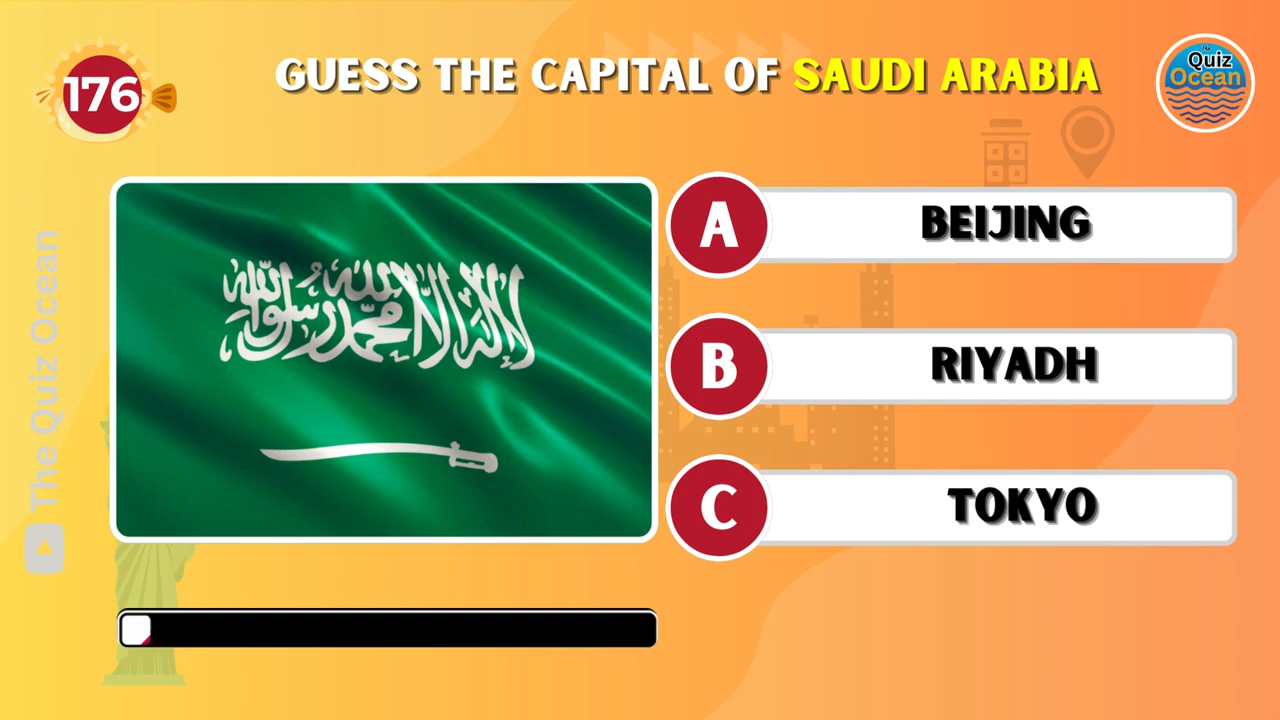 176
GUESS THE CAPITAL OF SAUDI ARABIA
The Quiz Ocean
لا إله إلا الله محمد رسول الله
A BEIJING
B RIYADH
C TOKYO
The Quiz Ocean